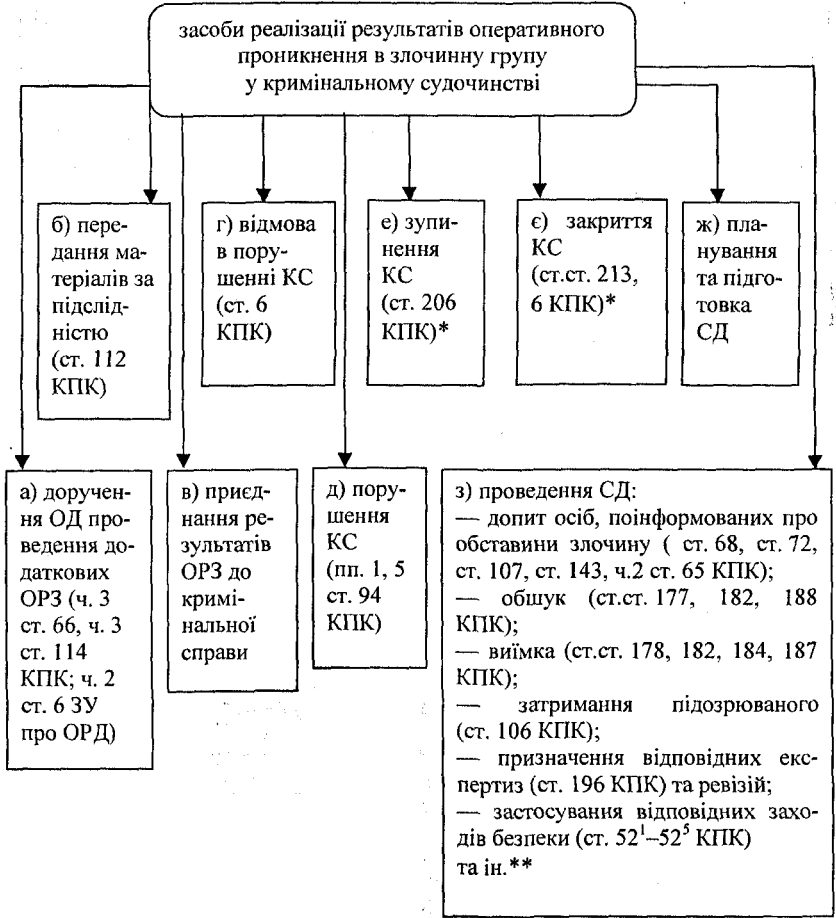 засоби реалізації результатів оперативного
проникнення в злочинну групу
у кримінальному судочинстві
б) пере-
дання ма-
теріалів за
підслід-
ністю
(ст. 112
КПК)
г) відмова
в пору-
шенні КС
(ст. 6
КПК)
е) зупи-
нення
КС
(ст. 206
КПК)*
є) закриття
КС
(ст.ст. 213,
6 КПК)*
ж) пла-
нування
та підго-
товка
СД
а) доручен-
ня ОД про-
ведення до-
даткових
ОРЗ (ч. 3
ст. 66, ч. 3
ст. 114
КПК; ч. 2
ст. 6 ЗУ
про ОРД)
в) приєд-
нання ре-
зультатів
ОРЗ до
кримі-
нальної
справи
д) пору-
шення
КС
(пп. 1, 5
ст. 94
КПК)
з) проведення СД:
— допит осіб, поінформованих про
обставини злочину ( ст. 68, ст. 72,
ст. 107, ст. 143, ч.2 ст. 65 КПК);
— обшук (ст.ст. 177, 182, 188
КПК);
— виїмка (ст.ст. 178, 182, 184, 187
КПК);
— затримання підозрюваного
(ст. 106 КПК);
— призначення відповідних екс-
пертиз (ст. 196 КПК) та ревізій;
— застосування відповідних захо-
дів безпеки (ст. 52¹–52⁵ КПК)
та ін.**